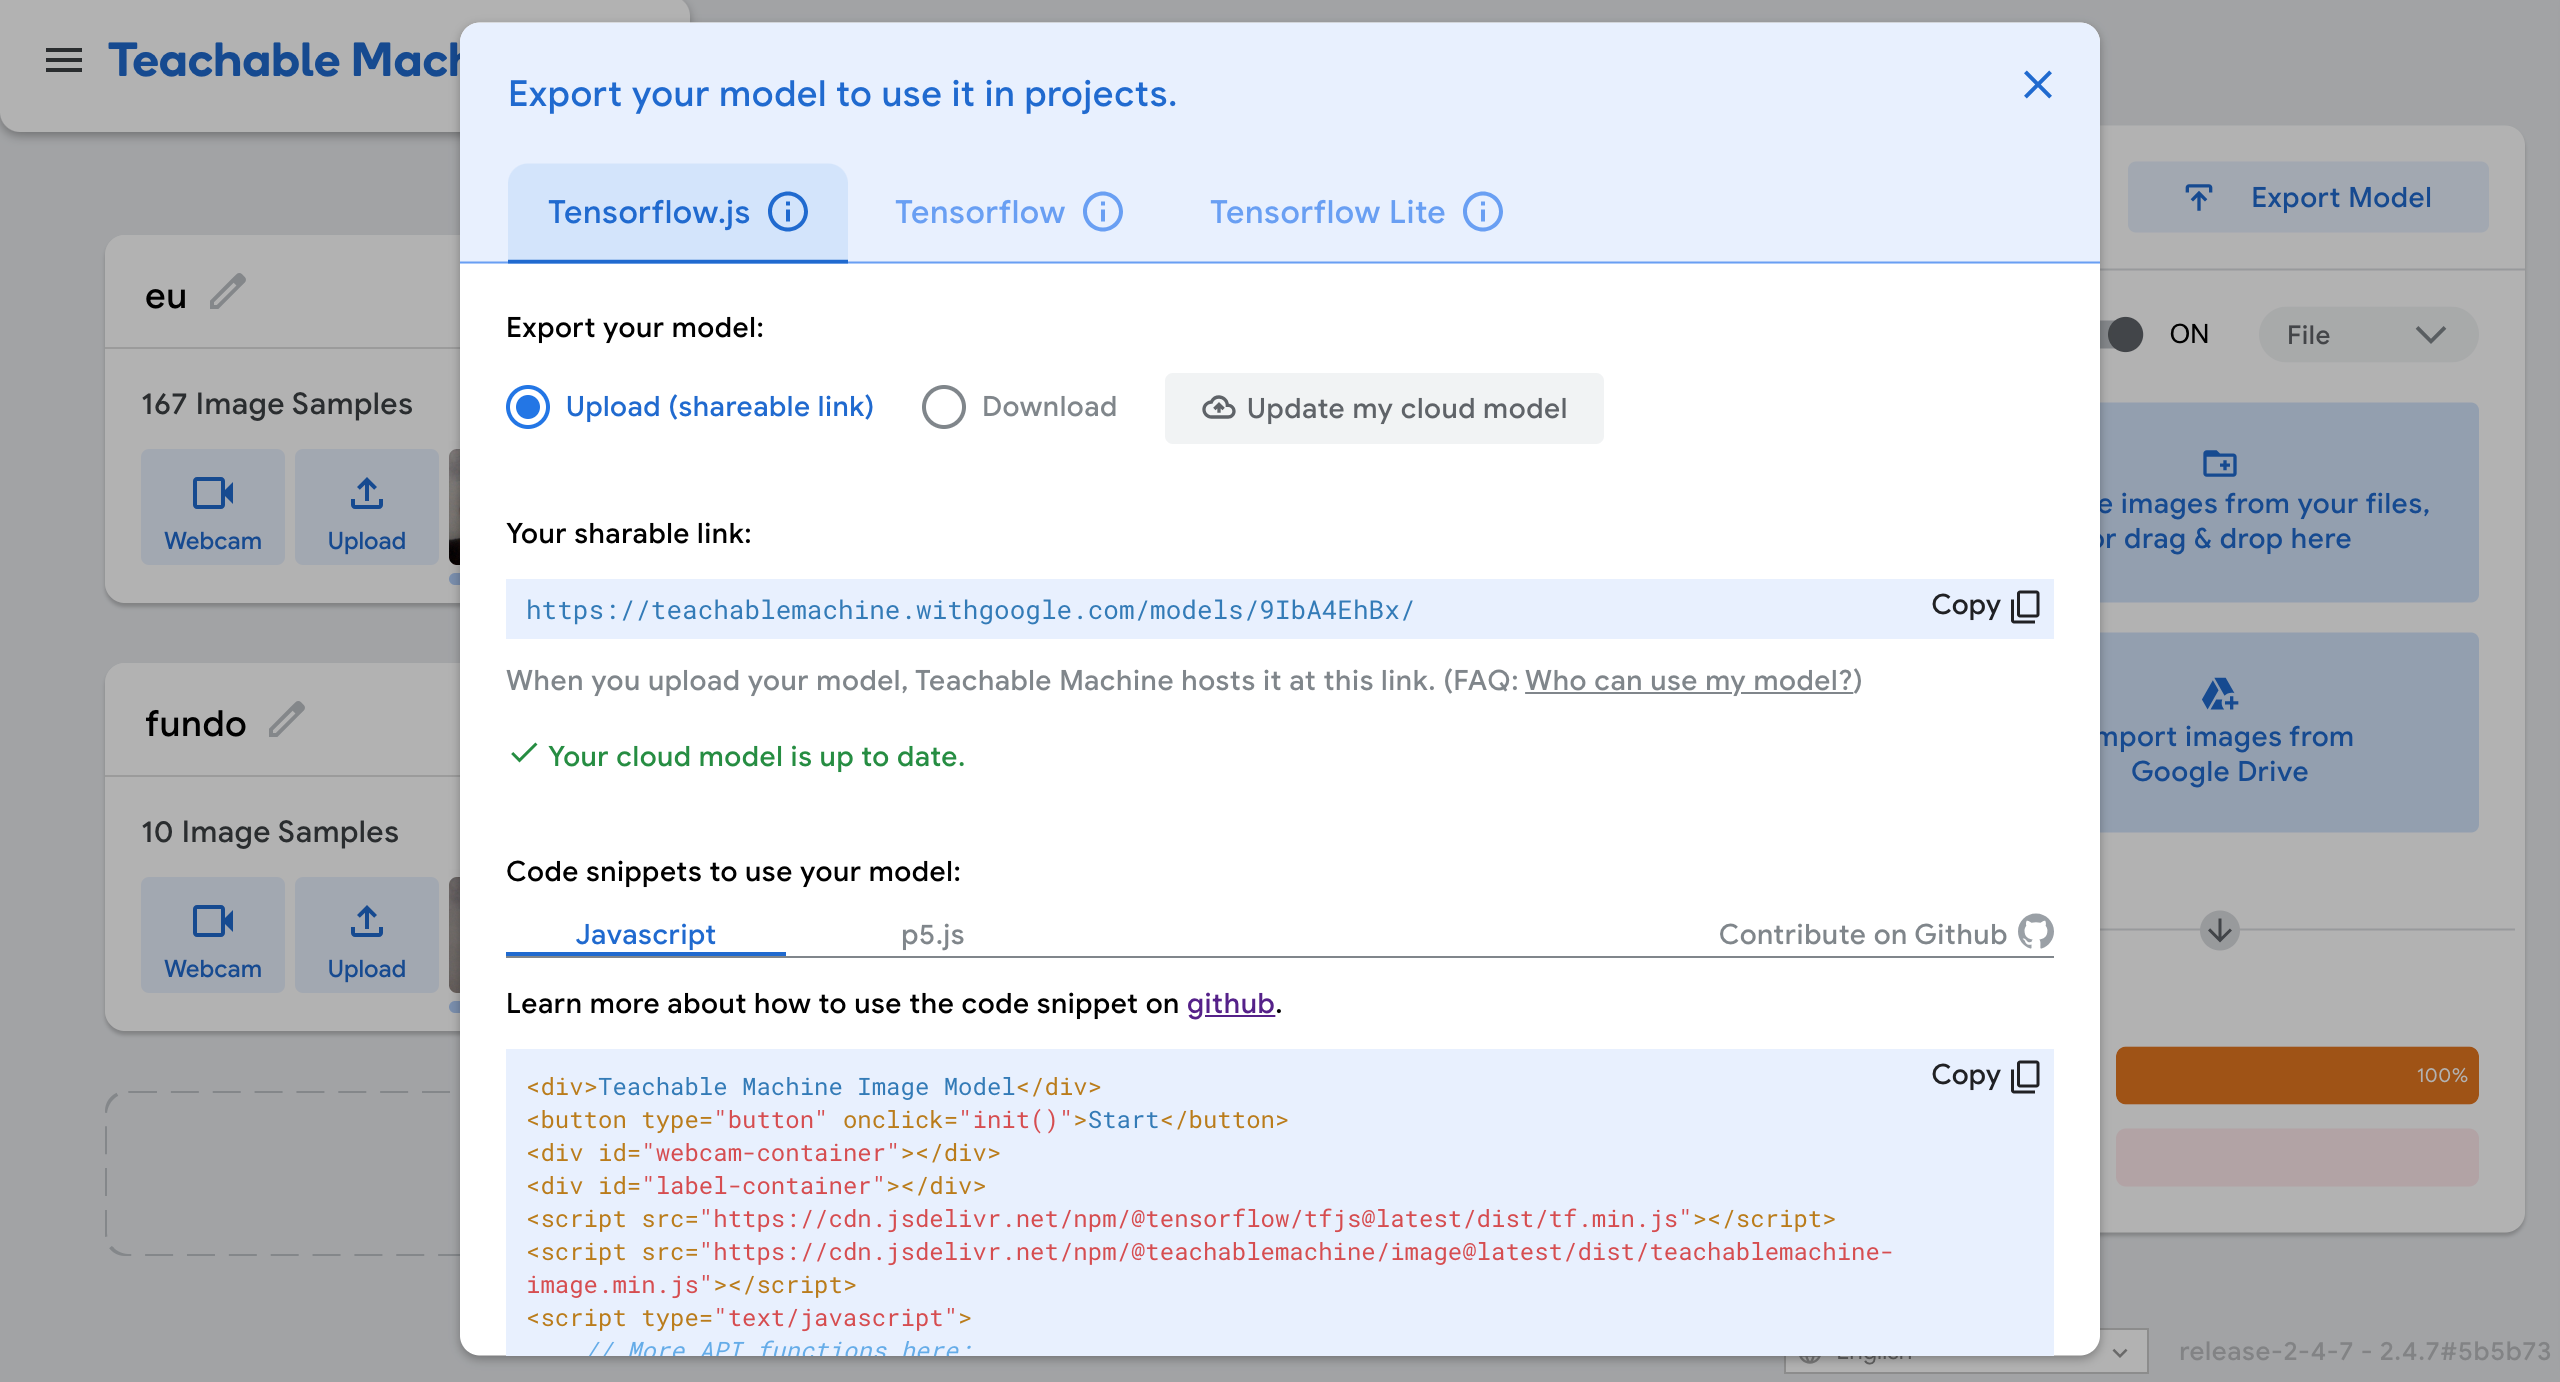 Teachable Mach
Export your model to use it in projects.
Tensorflow.js
Tensorflow
Tensorflow Lite
Export Model
eu
Export your model:
ON
File
167 Image Samples
Upload (shareable link)
Download
Update my cloud model
Webcam
Upload
images from your files,
drag & drop here
Your sharable link:
https://teachablemachine.withgoogle.com/models/9IbA4EhBx/
Copy
When you upload your model, Teachable Machine hosts it at this link. (FAQ: Who can use my model?)
fundo
Your cloud model is up to date.
mport images from
Google Drive
10 Image Samples
Code snippets to use your model:
Webcam
Upload
Javascript
p5.js
Contribute on Github
Learn more about how to use the code snippet on github.
Copy
<div>Teachable Machine Image Model</div>
<button type="button" onclick="init()">Start</button>
<div id="webcam-container"></div>
<div id="label-container"></div>
<script src="https://cdn.jsdelivr.net/npm/@tensorflow/tfjs@latest/dist/tf.min.js"></script>
<script src="https://cdn.jsdelivr.net/npm/@teachablemachine/image@latest/dist/teachablemachine-
image.min.js"></script>
<script type="text/javascript">
// More API functions here:
100%
English
release-2-4-7 - 2.4.7#5b5b73